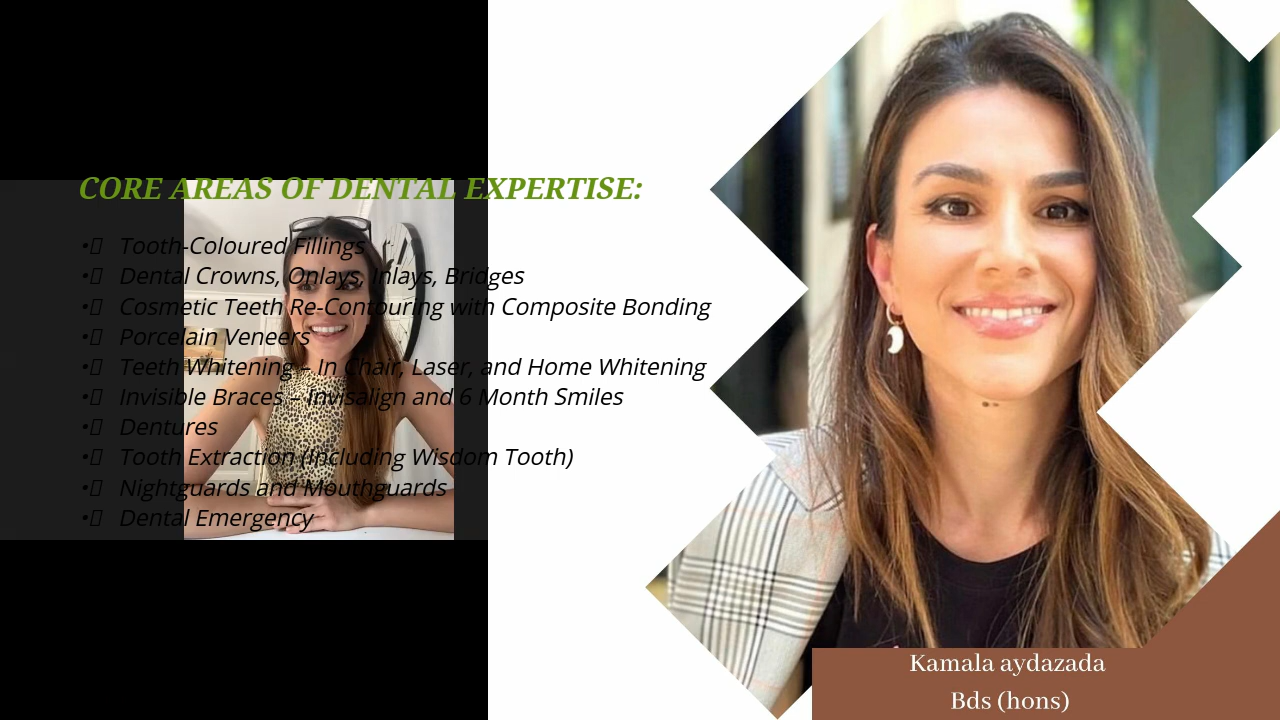 CORE AREAS OF DENTAL EXPERTISE:
• Tooth-Coloured Fillings
• Dental Crowns, Onlays, Inlays, Bridges
• Cosmetic Teeth Re-Contouring with Composite Bonding
• Porcelain Veneers
• Teeth Whitening – In Chair, Laser, and Home Whitening
• Invisible Braces – Invisalign and 6 Month Smiles
• Dentures
• Tooth Extraction (Including Wisdom Tooth)
• Nightguards and Mouthguards
• Dental Emergency
Kamala aydazada
Bds (hons)